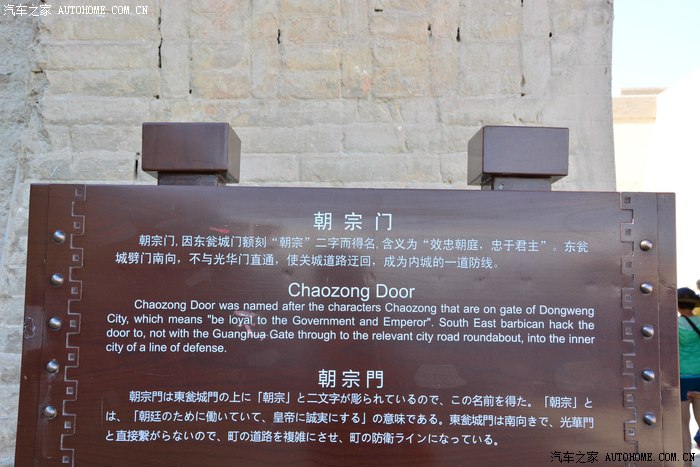 汽车之家 AUTOHOME.COM.CN
朝宗门
朝宗门,因东瓮城门额刻“朝宗”二字而得名,含义为“效忠朝庭，忠于君主”。东瓮
城劈门南向，不与光华门直通，使关城道路迂回，成为内城的一道防线。
Chaozong Door
Chaozong Door was named after the characters Chaozong that are on gate of Dongweng
City, which means "be loyal to the Government and Emperor". South East barbican hack the
door to, not with the Guanghua Gate through to the relevant city road roundabout, into the inner
city of a line of defense.
朝宗門
朝宗門は東瓮城門の上に「朝宗」と二文字が彫られているので、この名前を得た。「朝宗」と
は、「朝廷のために働いていて、皇帝に誠実にする」の意味である。東瓮城門は南向きで、光華門
と直接繋がらないので、町の道路を複雑にさせ、町の防衛ラインになっている。
汽车之家 AUTOHOME.COM.CN